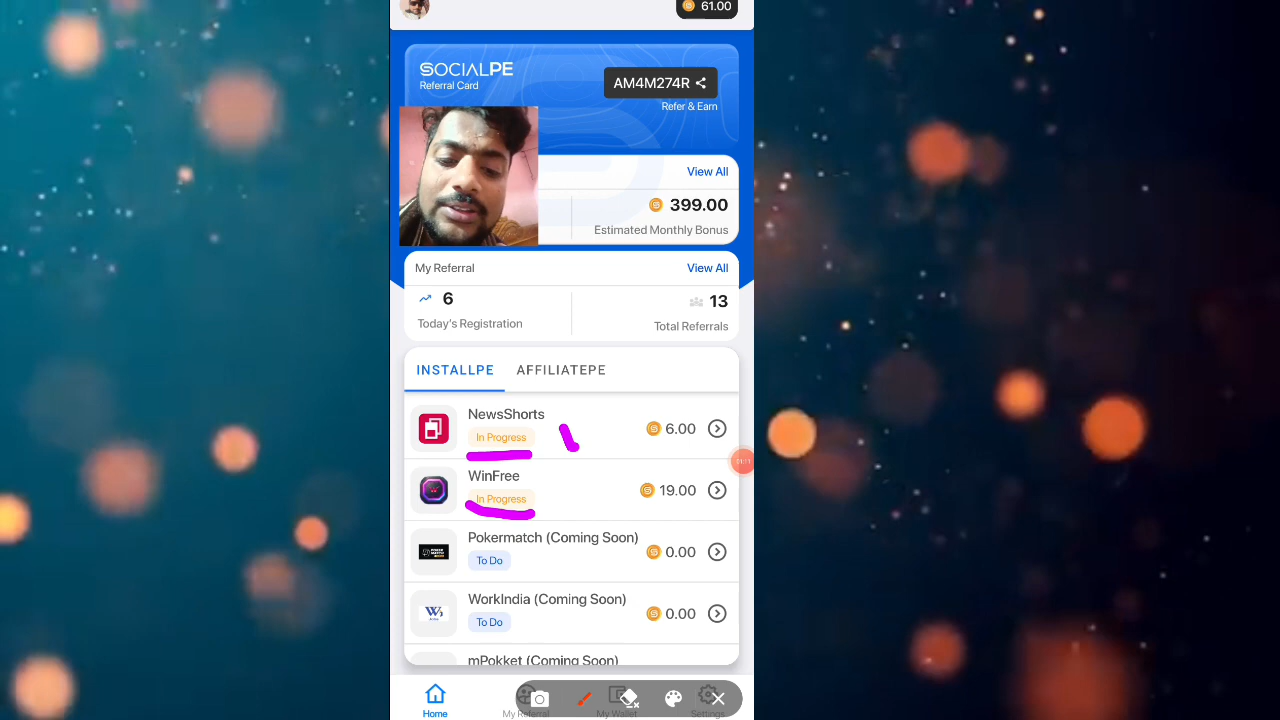 61.00
SOCIALPE
Referral Card
AM4M274R
Refer & Earn
View All
399.00
Estimated Monthly Bonus
My Referral View All
6 13
Today's Registration Total Referrals
INSTALLPE AFFILIATEPE
NewsShorts
In Progress 6.00
WinFree
In Progress 19.00
Pokermatch (Coming Soon)
To Do 0.00
WorkIndia (Coming Soon)
To Do 0.00
mPokket (Coming Soon)
Home My Referral My Wallet Settings